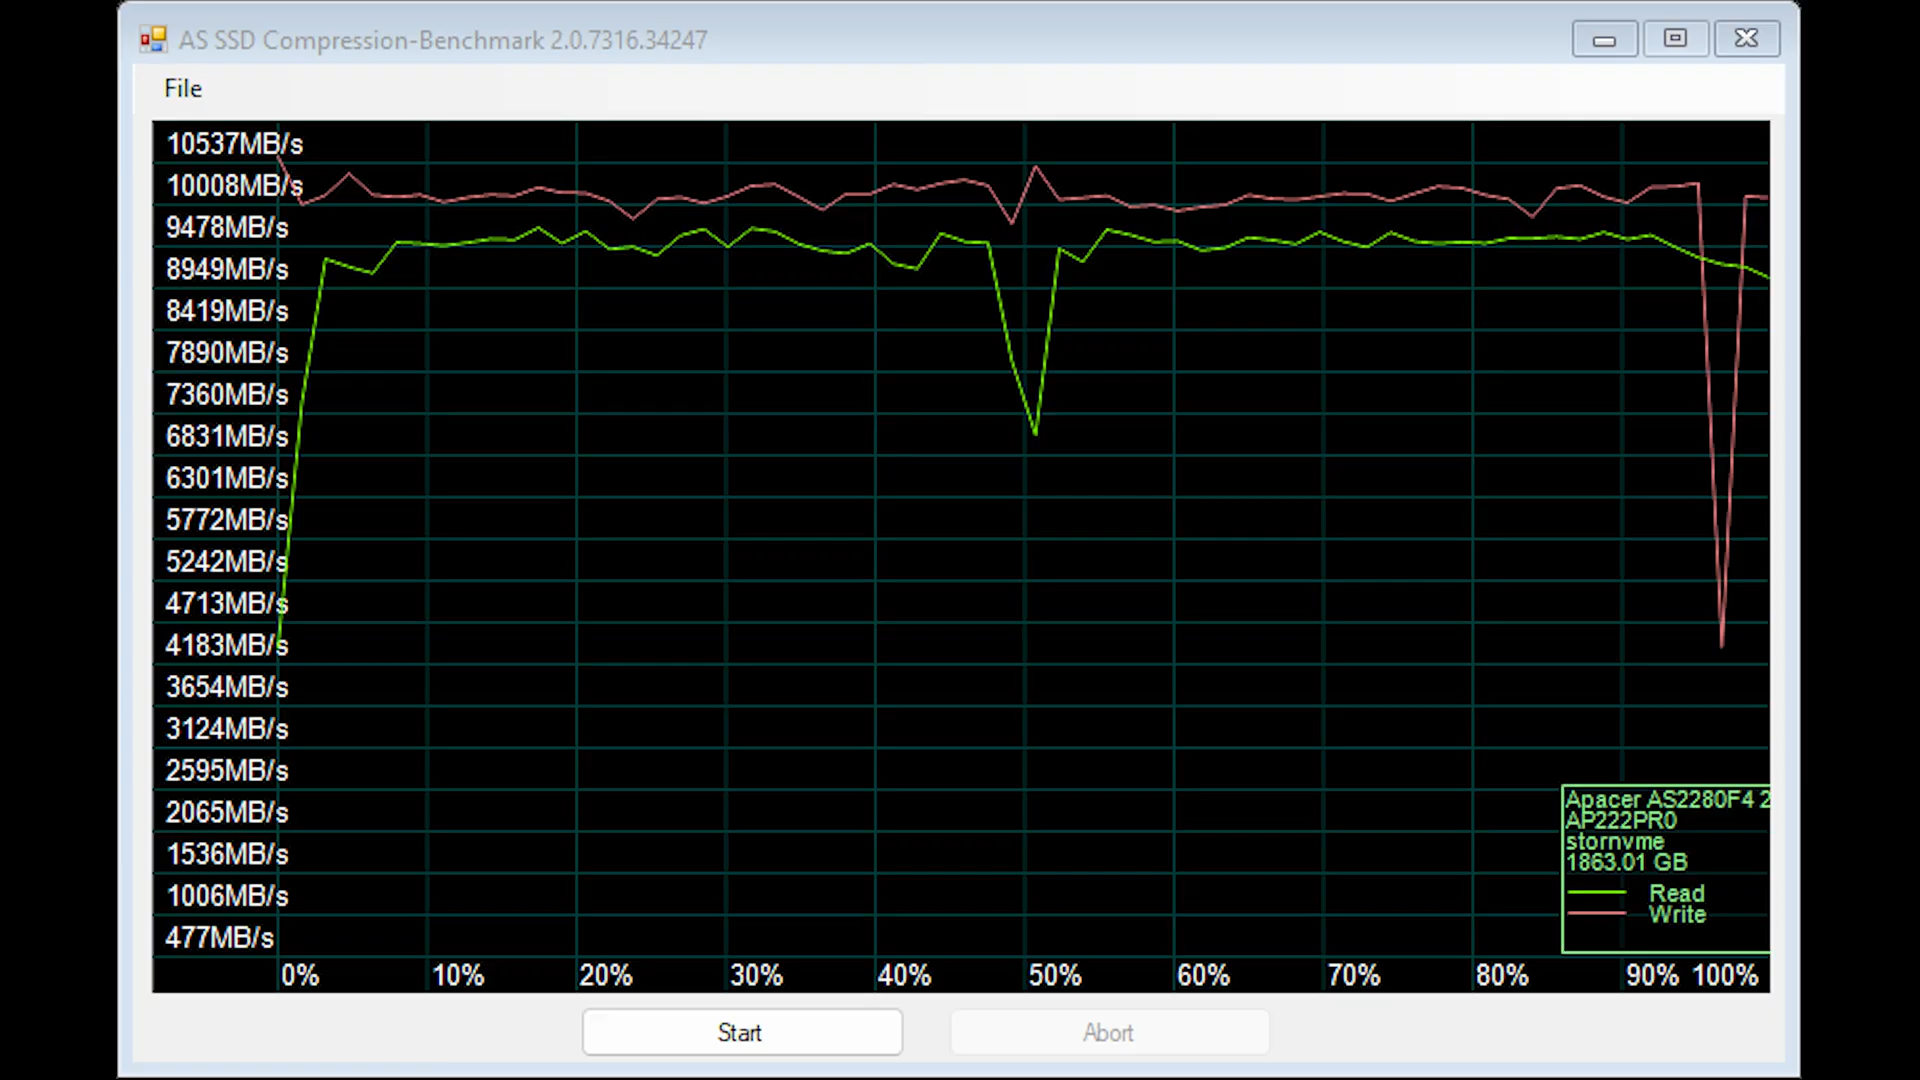 AS SSD Compression-Benchmark 2.0.7316.34247
File
10537MB/s
10008MB/s
9478MB/s
8949MB/s
8419MB/s
7890MB/s
7360MB/s
6831MB/s
6301MB/s
5772MB/s
5242MB/s
4713MB/s
4183MB/s
3654MB/s
3124MB/s
2595MB/s
2065MB/s
1536MB/s
1006MB/s
477MB/s
0% 10% 20% 30% 40% 50% 60% 70% 80% 90% 100%
Apacer AS2280F4 2
AP222PR0
stornvme
1863.01 GB
Read
Write
Start Abort